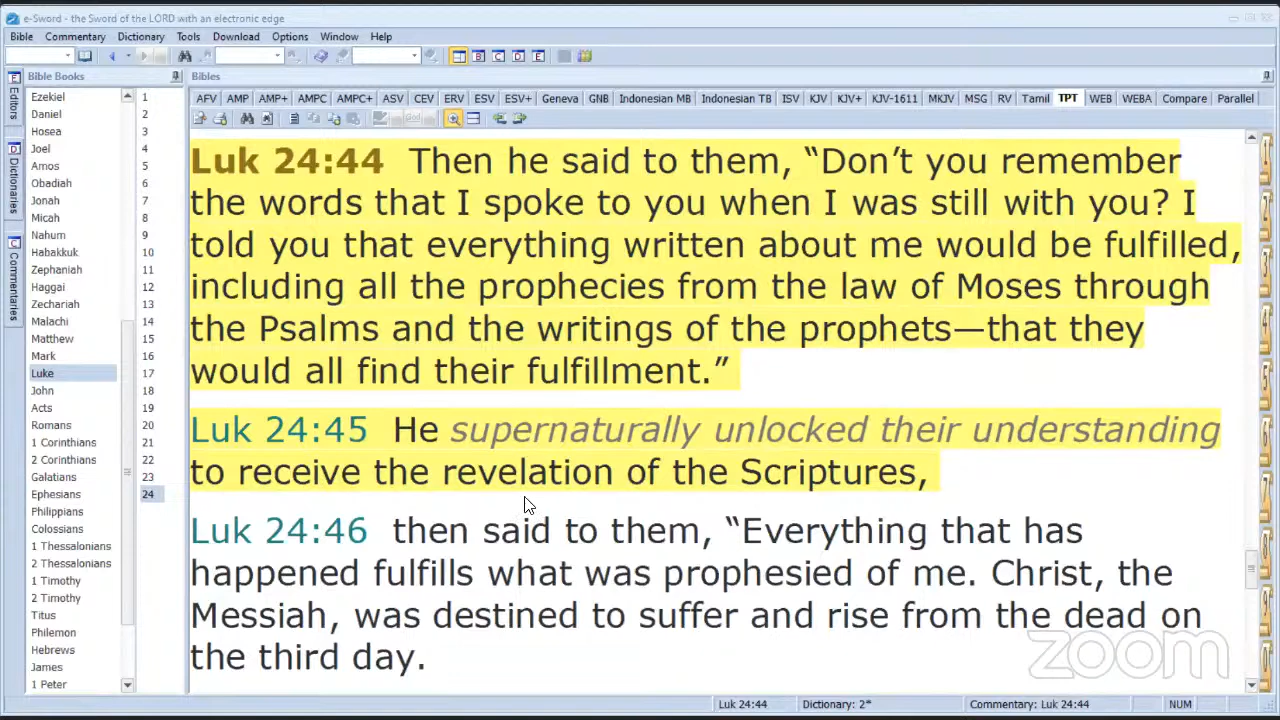 e-Sword - the Sword of the LORD with an electronic edge
Bible Commentary Dictionary Tools Download Options Window Help
Bible Books
Bibles
Editors
Dictionaries
Commentaries
Ezekiel
Daniel
Hosea
Joel
Amos
Obadiah
Jonah
Micah
Nahum
Habakkuk
Zephaniah
Haggai
Zechariah
Malachi
Matthew
Mark
Luke
John
Acts
Romans
1 Corinthians
2 Corinthians
Galatians
Ephesians
Philippians
Colossians
1 Thessalonians
2 Thessalonians
1 Timothy
2 Timothy
Titus
Philemon
Hebrews
James
1 Peter
1
2
3
4
5
6
7
8
9
10
11
12
13
14
15
16
17
18
19
20
21
22
23
24
AFV AMP AMP+ AMPC AMPC+ ASV CEV ERV ESV ESV+ Geneva GNB Indonesian MB Indonesian TB ISV KJV KJV+ KJV-1611 MKJV MSG RV Tamil TPT WEB WEBA Compare Parallel
Luk 24:44 Then he said to them, “Don’t you remember
the words that I spoke to you when I was still with you? I
told you that everything written about me would be fulfilled,
including all the prophecies from the law of Moses through
the Psalms and the writings of the prophets—that they
would all find their fulfillment.”
Luk 24:45 He supernaturally unlocked their understanding
to receive the revelation of the Scriptures,
Luk 24:46 then said to them, “Everything that has
happened fulfills what was prophesied of me. Christ, the
Messiah, was destined to suffer and rise from the dead on
the third day.
zoom
Luk 24:44 Dictionary: 2* Commentary: Luk 24:44 NUM